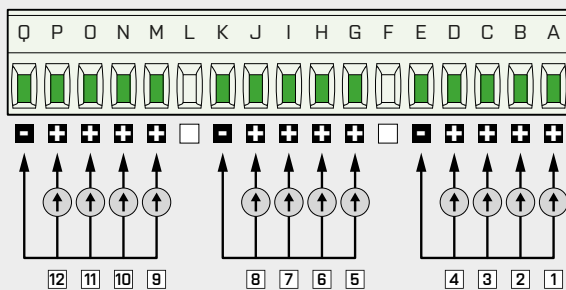 Q P O N M L K J I H G F E D C B A
- + + + + - + + + + - + + + +
12 11 10 9 8 7 6 5 4 3 2 1